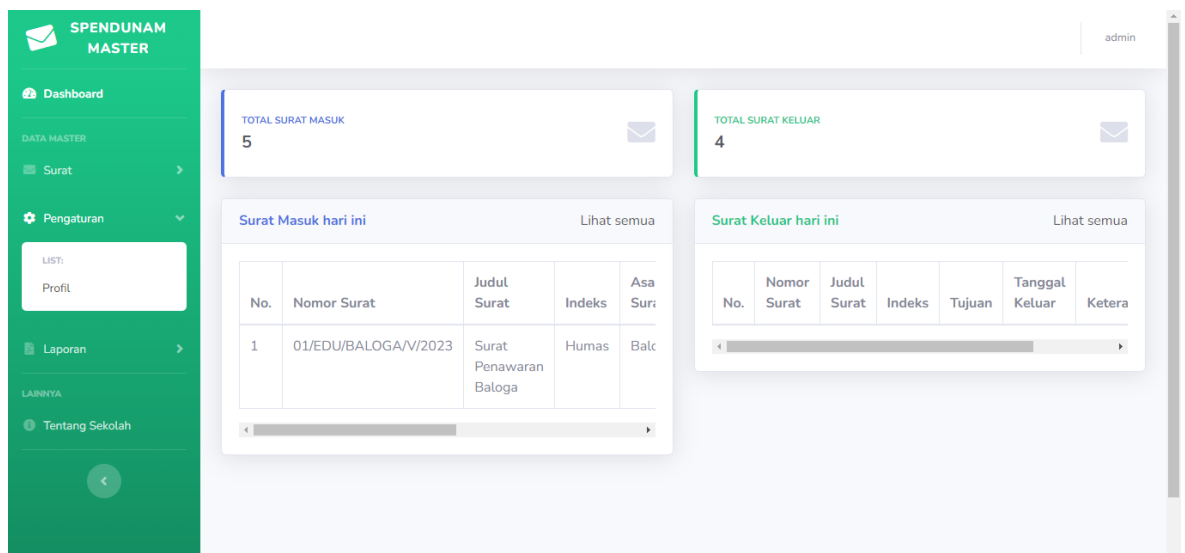 SPENDUNAM
MASTER
admin
Dashboard
DATA MASTER
Surat
Pengaturan
LIST:
Profil
Laporan
LAINNYA
Tentang Sekolah
TOTAL SURAT MASUK
5
TOTAL SURAT KELUAR
4
Surat Masuk hari ini
Lihat semua
No.
Nomor Surat
Judul
Surat
Indeks
Asa
1
01/EDU/BALOGA/V/2023
Surat
Penawaran
Baloga
Humas
Surat Keluar hari ini
Lihat semua
No.
Nomor
Surat
Judul
Surat
Indeks
Tujuan
Tanggal
Keluar
Ketera